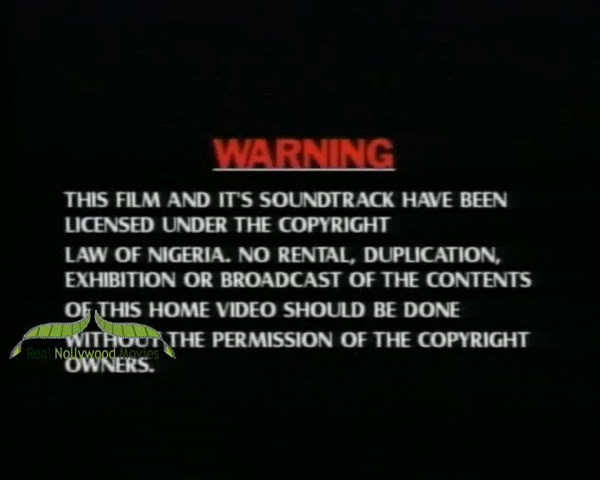 WARNING
THIS FILM AND IT'S SOUNDTRACK HAVE BEEN
LICENSED UNDER THE COPYRIGHT
LAW OF NIGERIA. NO RENTAL, DUPLICATION,
EXHIBITION OR BROADCAST OF THE CONTENTS
OF THIS HOME VIDEO SHOULD BE DONE
WITHOUT THE PERMISSION OF THE COPYRIGHT
Real Nollywood Movies
OWNERS.